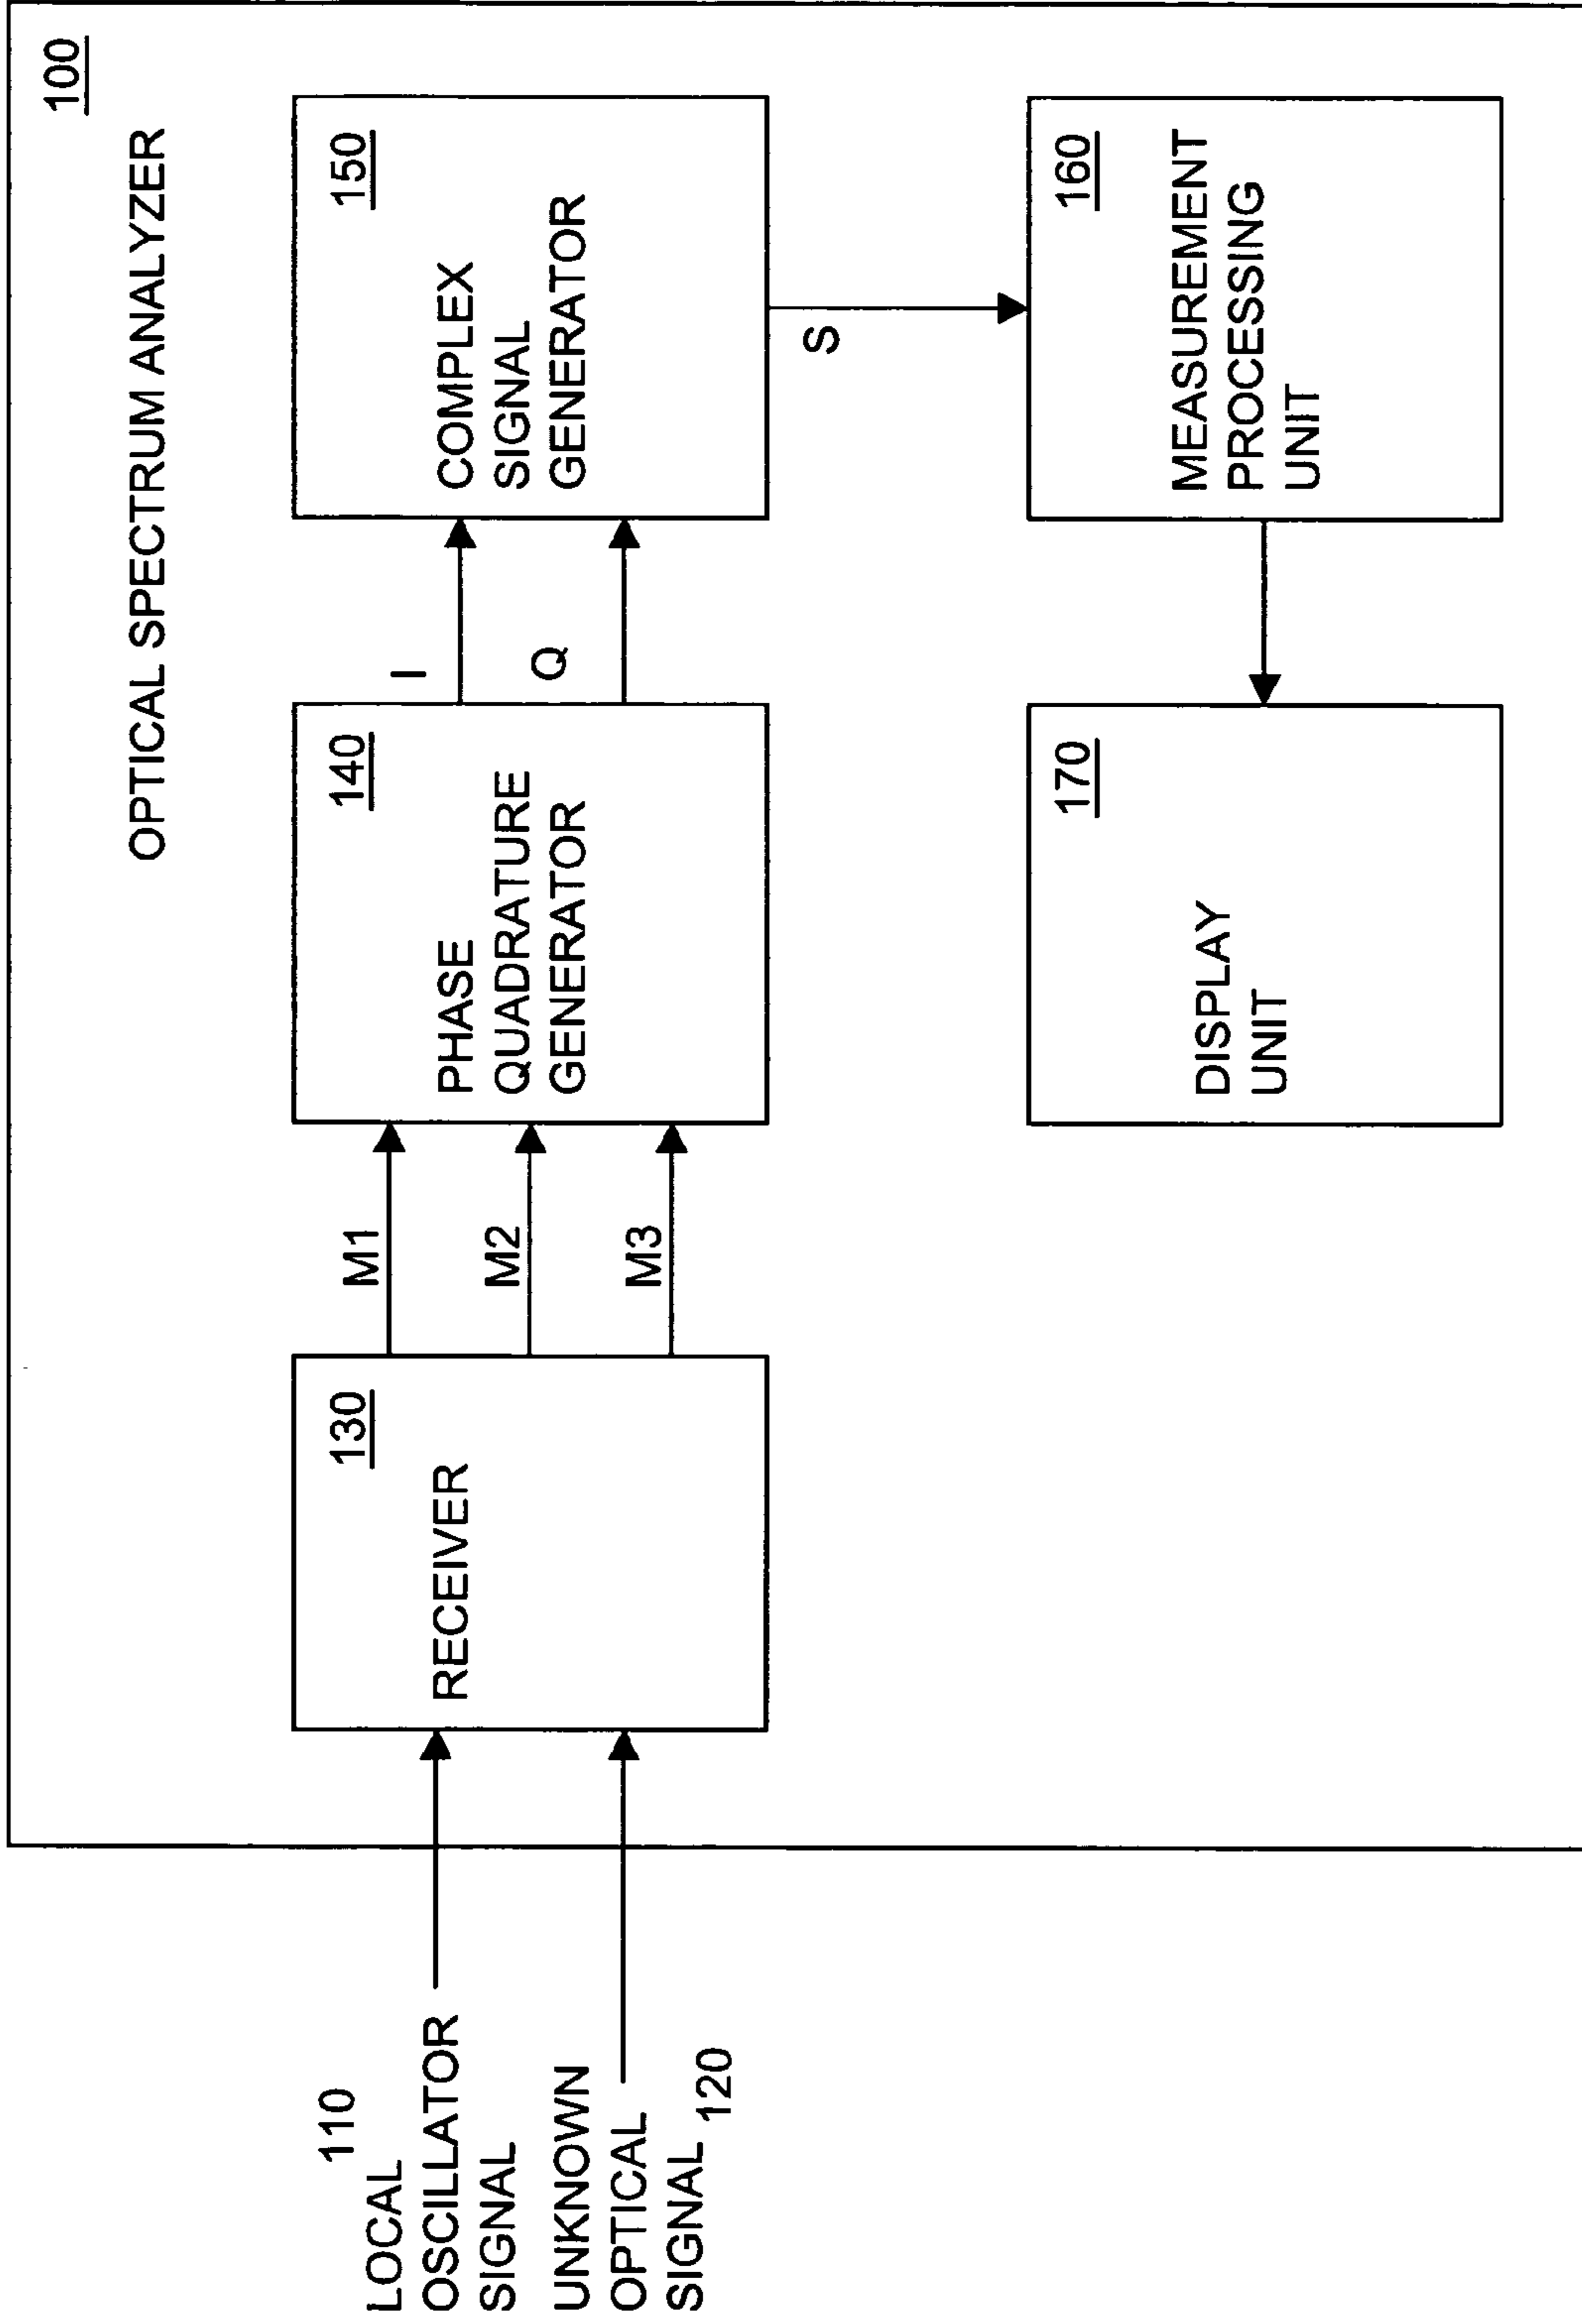 100
OPTICAL SPECTRUM ANALYZER
110
LOCAL
OSCILLATOR
SIGNAL
UNKNOWN
OPTICAL
SIGNAL 120
130
RECEIVER
M1
M2
M3
140
PHASE
QUADRATURE
GENERATOR
I
Q
150
COMPLEX
SIGNAL
GENERATOR
S
160
MEASUREMENT
PROCESSING
UNIT
170
DISPLAY
UNIT